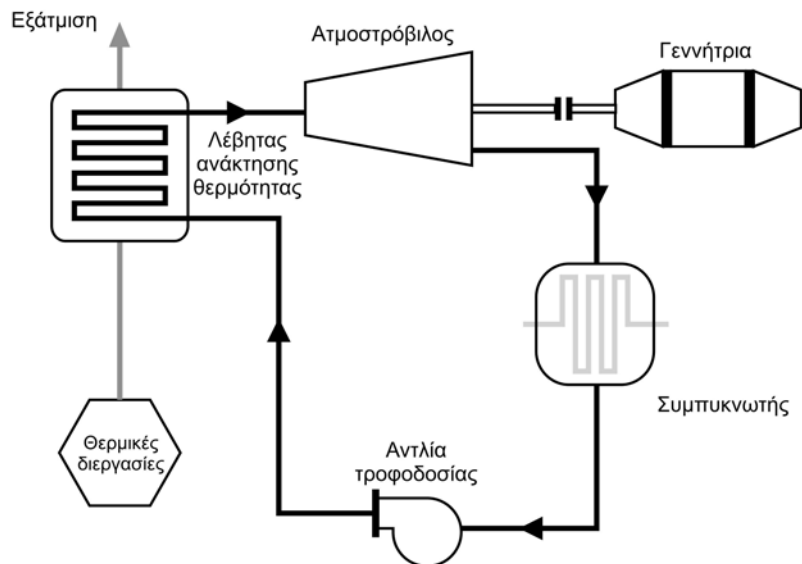 Εξάτμιση
Ατμοστρόβιλος
Γεννήτρια
Λέβητας
ανάκτησης
θερμότητας
Συμπυκνωτής
Θερμικές
διεργασίες
Αντλία
τροφοδοσίας